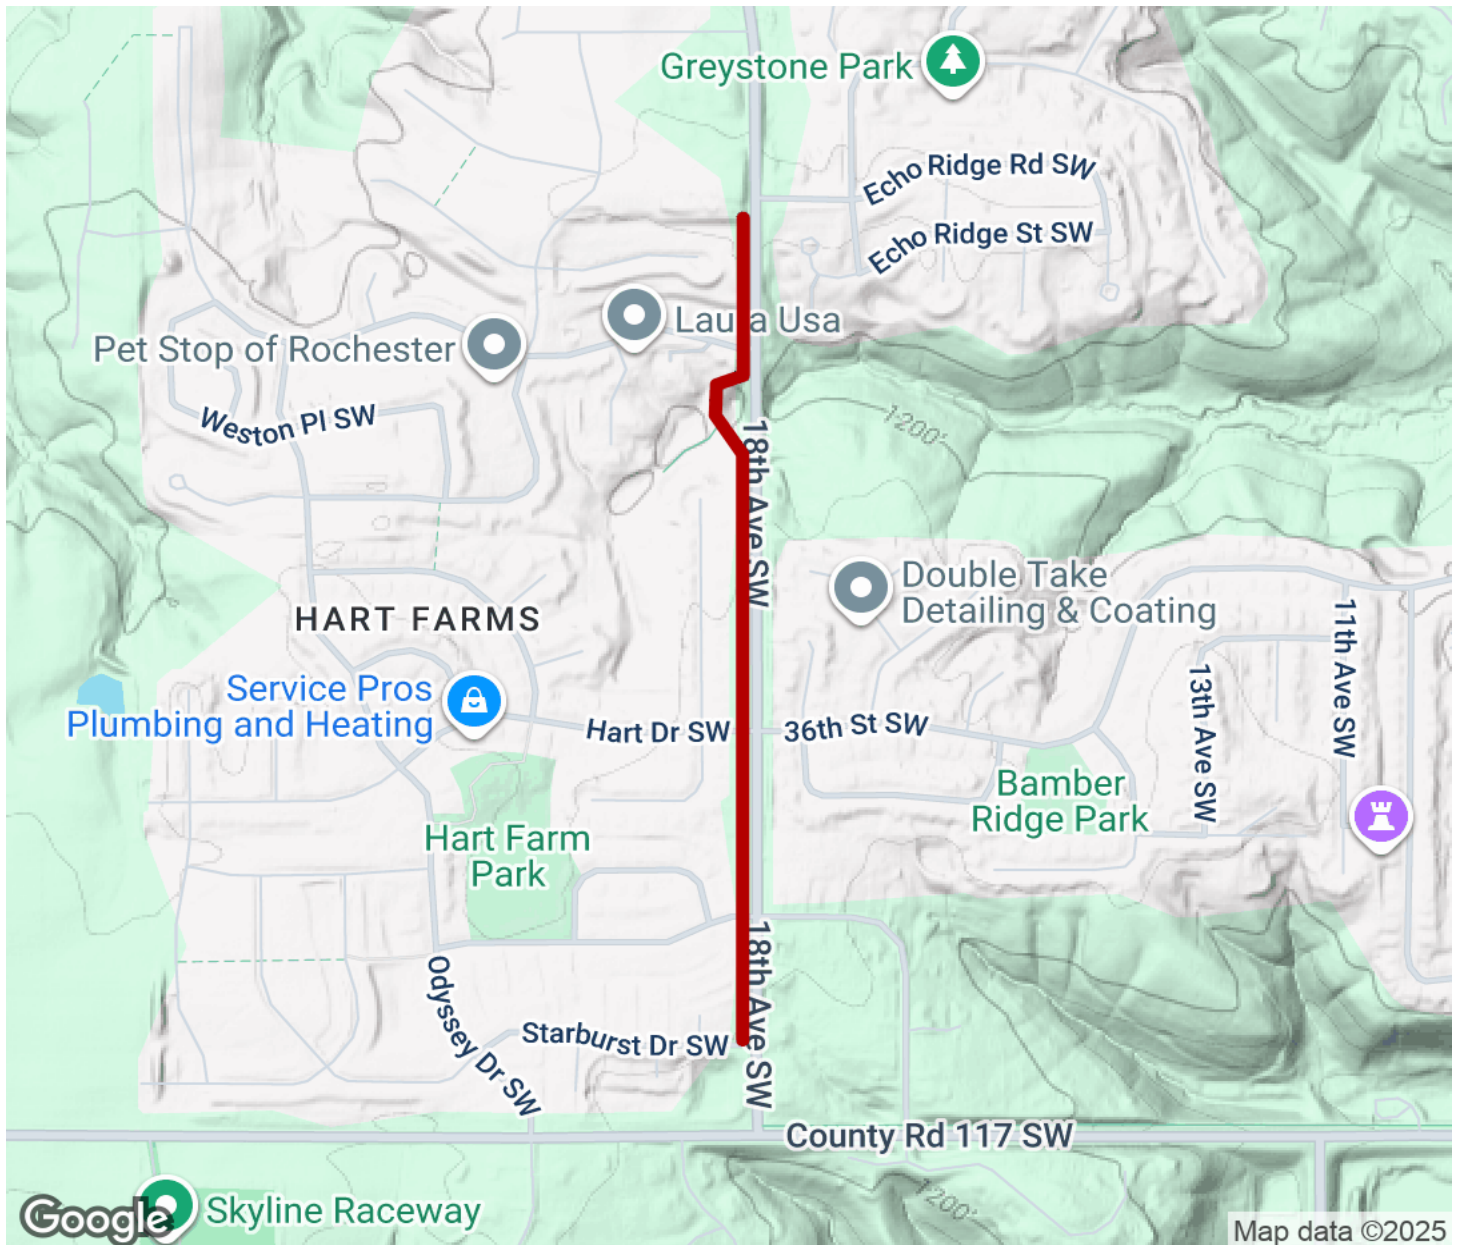 Greystone Park
Echo Ridge Rd SW
Echo Ridge St SW
Laura Usa
Pet Stop of Rochester
Weston Pl SW
18th Ave SW
1200'
Double Take
Detailing & Coating
HART FARMS
11th Ave SW
13th Ave SW
Service Pros
Plumbing and Heating
Hart Dr SW
36th St SW
Bamber
Ridge Park
Hart Farm
Park
18th Ave SW
Odyssey Dr SW
Starburst Dr SW
County Rd 117 SW
1200'
Skyline Raceway
Google
Map data ©2025